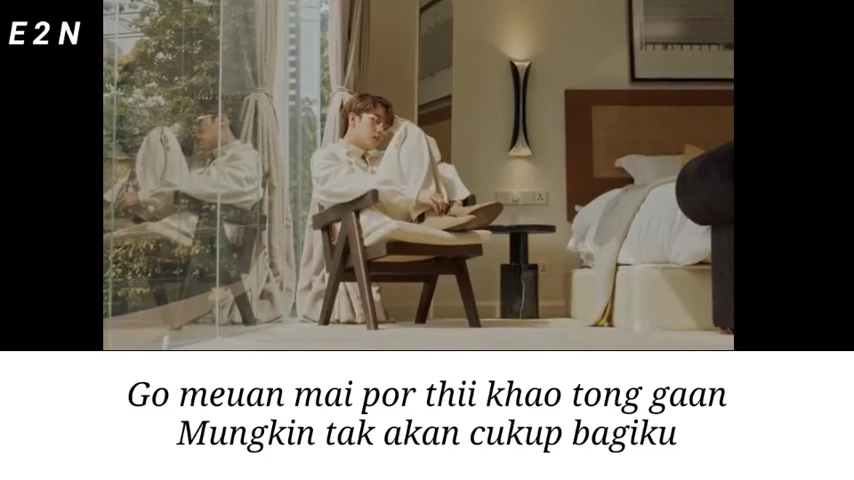 E2N
Go meuan mai por thii khao tong gaan
Mungkin tak akan cukup bagiku